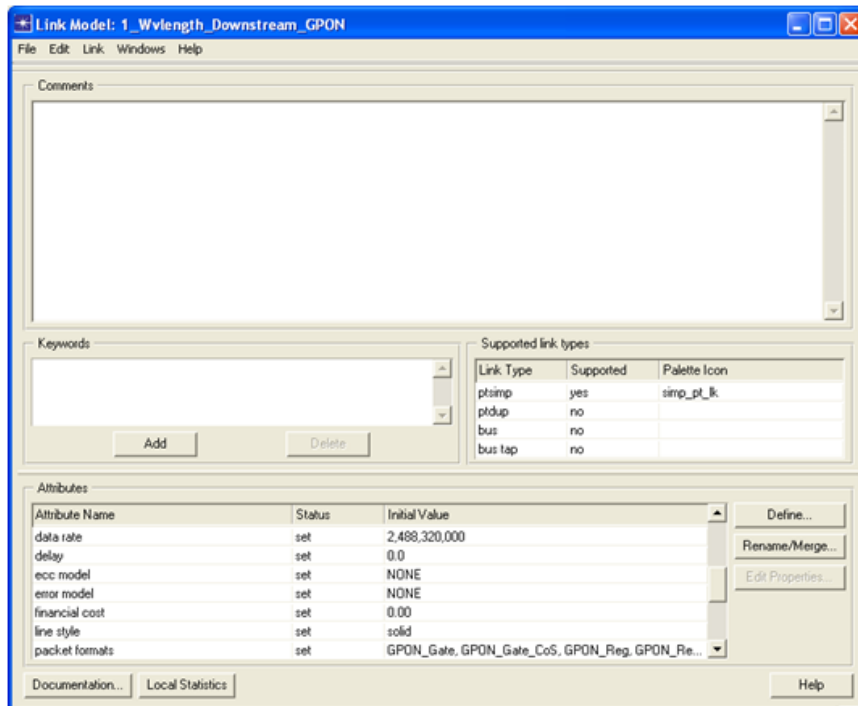 Link Model: 1_Wvlength_Downstream_GPON
File Edit Link Windows Help
Comments
Keywords
Add Delete
Supported link types
Link Type Supported Palette Icon
ptsimp yes simp_pt_lk
ptdup no
bus no
bus tap no
Attributes
Attribute Name Status Initial Value
data rate set 2,488,320,000
delay set 0.0
ecc model set NONE
error model set NONE
financial cost set 0.00
line style set solid
packet formats set GPON_Gate, GPON_Gate_CoS, GPON_Reg, GPON_Re...
Define...
Rename/Merge...
Edit Properties...
Documentation... Local Statistics Help